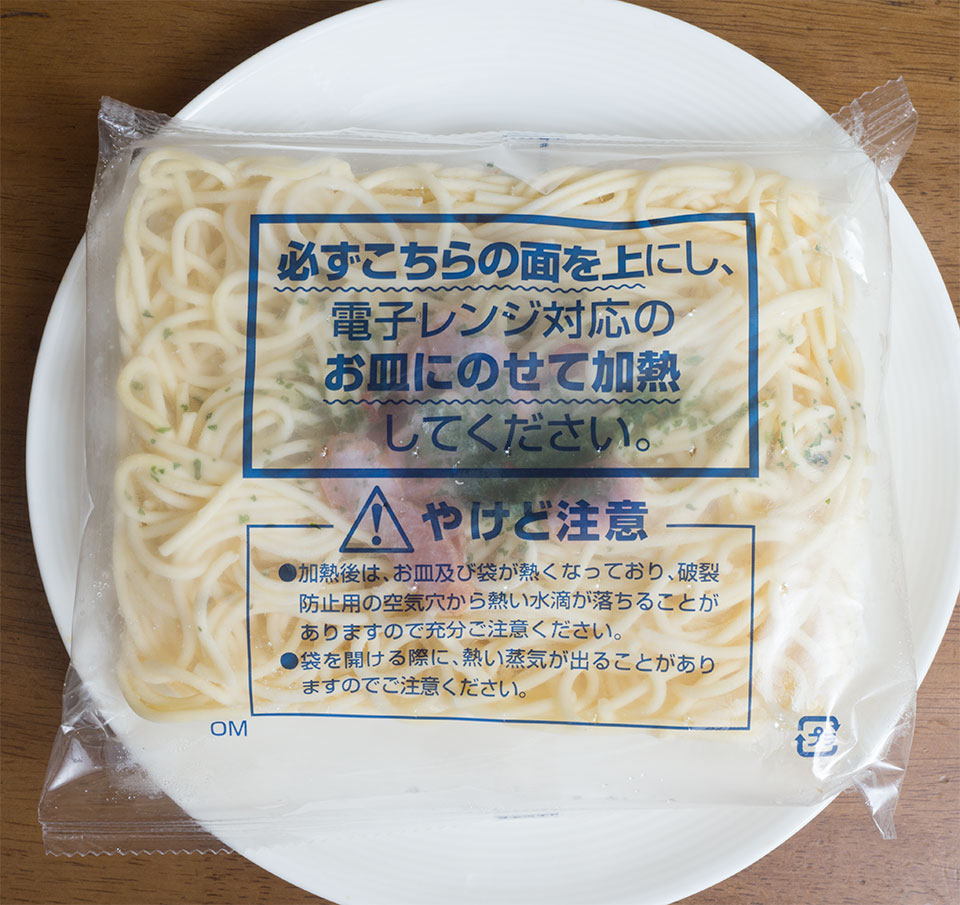 必ずこちらの面を上にし、
電子レンジ対応の
お皿にのせて加熱
してください。
やけど注意
●加熱後は、お皿及び袋が熱くなっており、破裂
防止用の空気穴から熱い水滴が落ちることが
ありますので充分ご注意ください。
●袋を開ける際に、熱い蒸気が出ることがあり
ますのでご注意ください。
OM
プラ